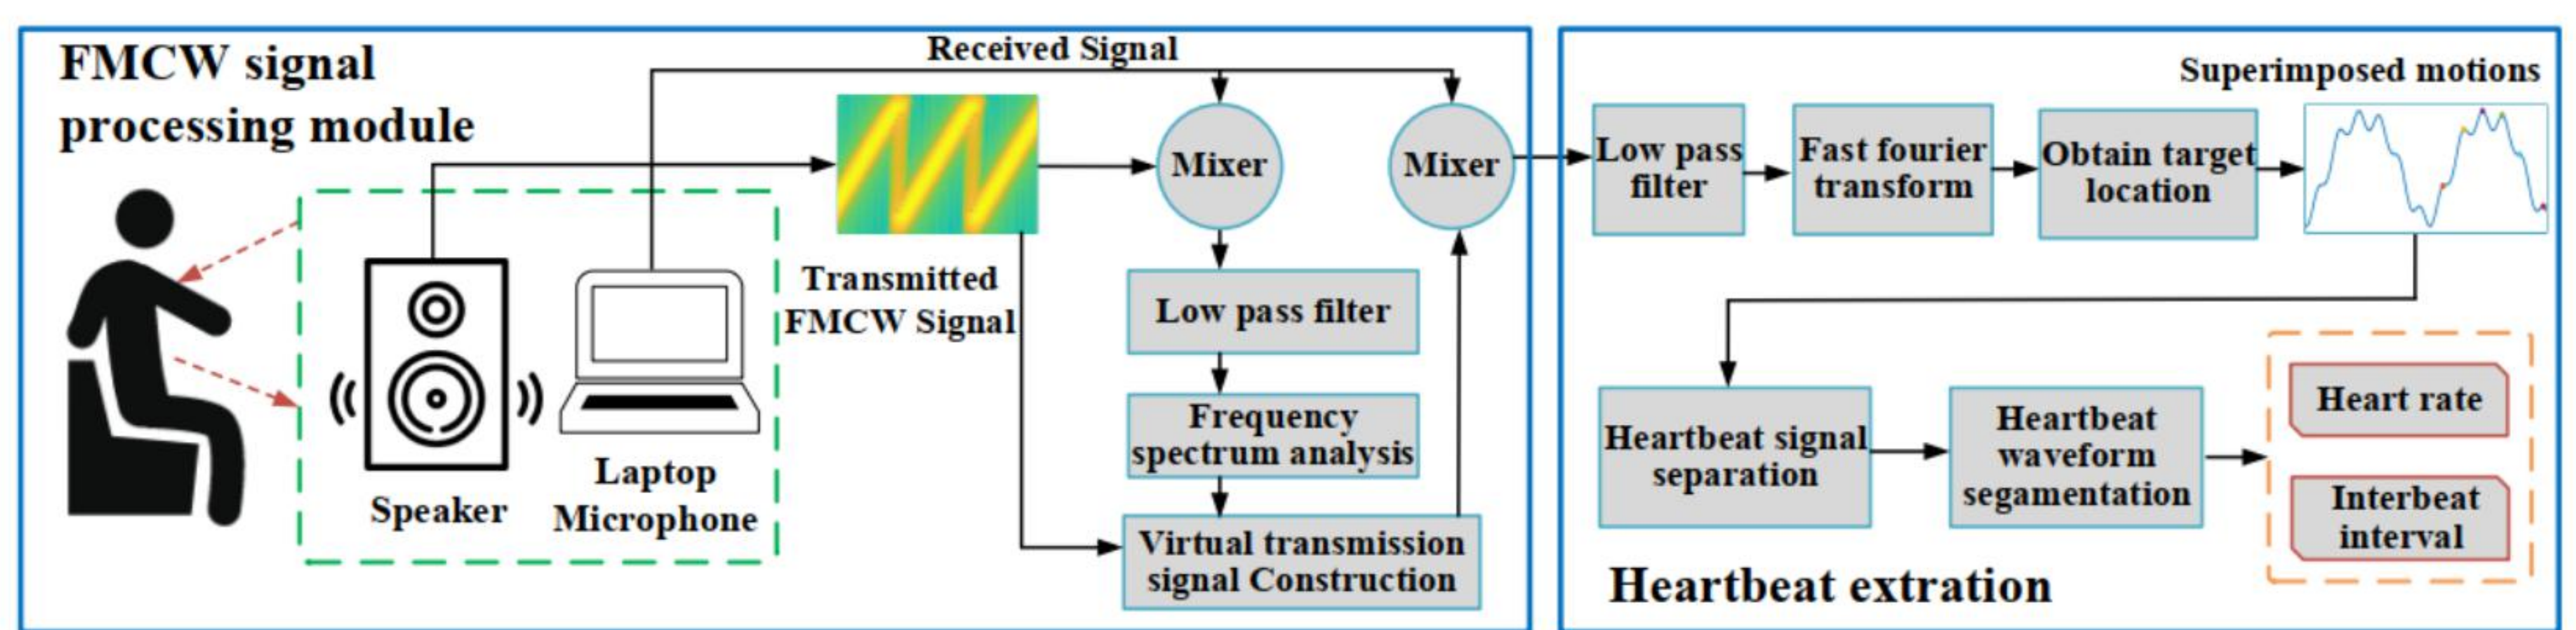 FMCW signal
processing module
Received Signal
Transmitted
FMCW Signal
Speaker
Laptop
Microphone
Mixer
Low pass filter
Frequency
spectrum analysis
Virtual transmission
signal Construction
Mixer
Low pass
filter
Fast fourier
transform
Obtain target
location
Superimposed motions
Heartbeat signal
separation
Heartbeat
waveform
segamentation
Heart rate
Interbeat
interval
Heartbeat extration